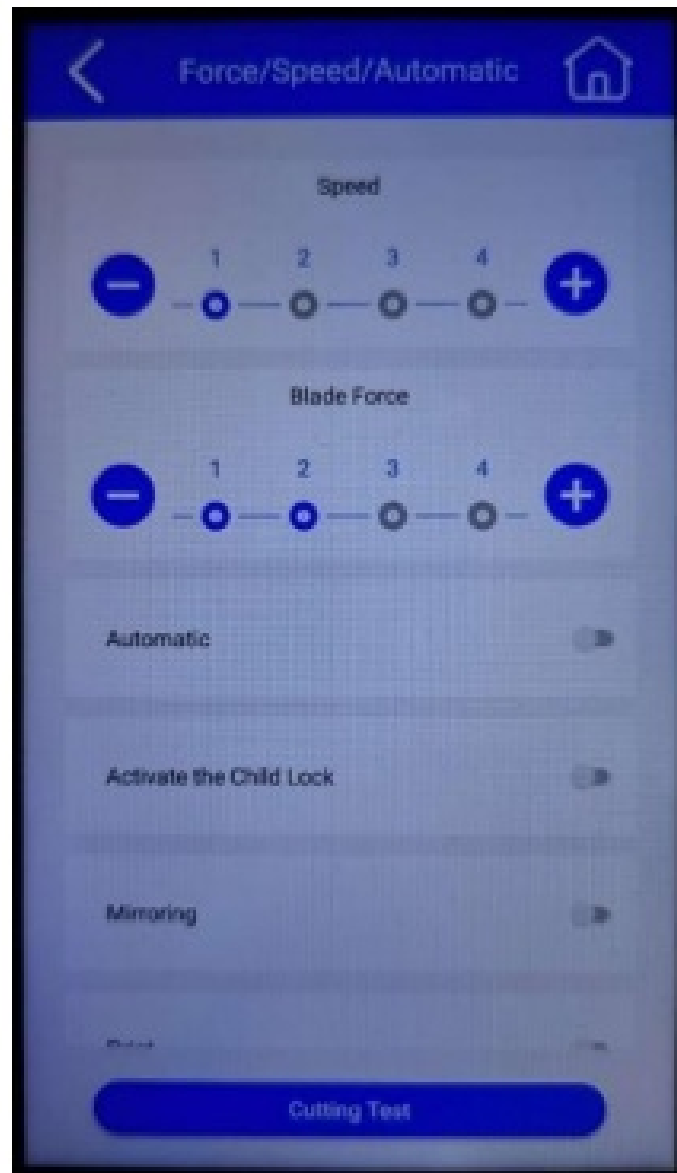 Force/Speed/Automatic
Speed
1 2 3 4
Blade Force
1 2 3 4
Automatic
Activate the Child Lock
Mirroring
Cutting Test